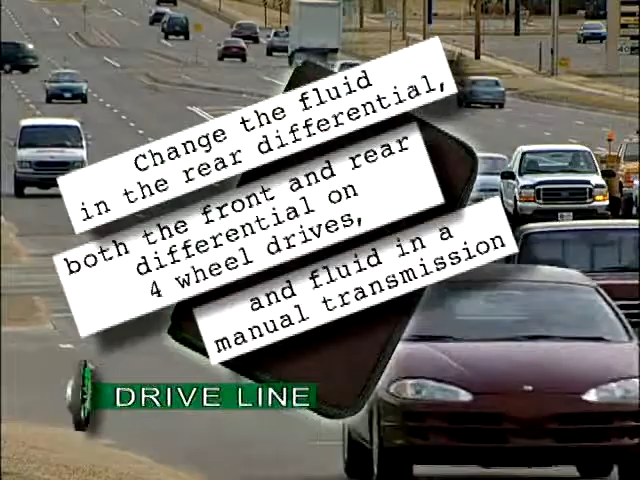 Change the fluid
in the rear differential,
both the front and rear
differential on
4 wheel drives,
and fluid in a
manual transmission
DRIVE LINE